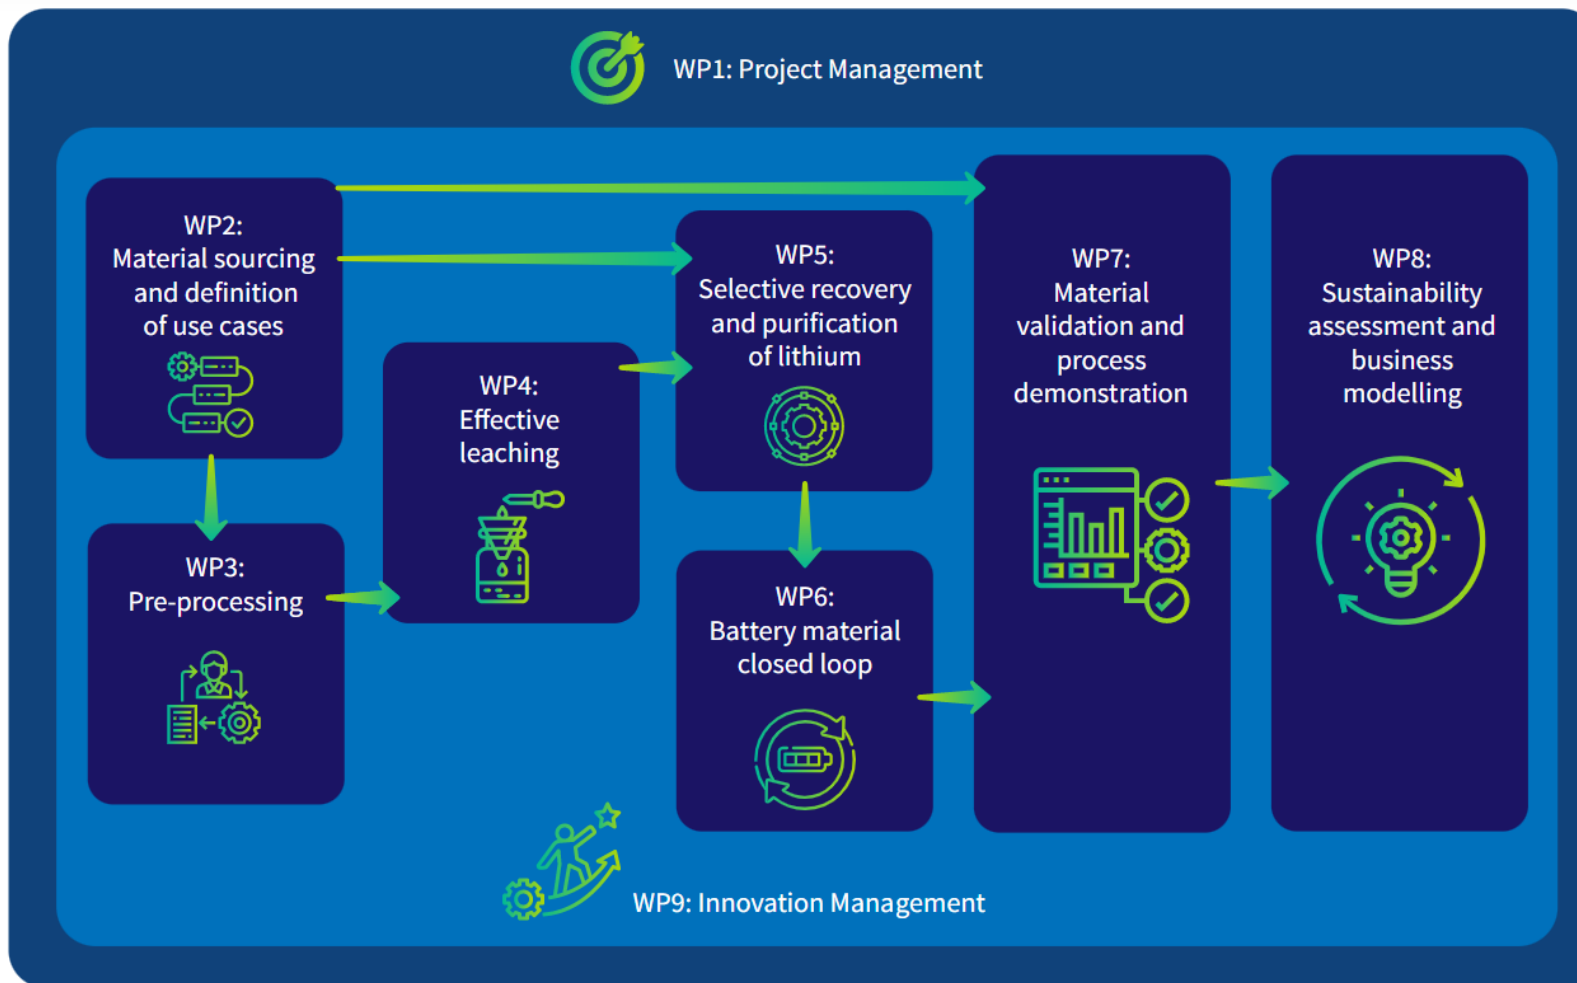 WP1: Project Management
WP2:
Material sourcing
and definition
of use cases
WP3:
Pre-processing
WP4:
Effective
leaching
WP5:
Selective recovery
and purification
of lithium
WP6:
Battery material
closed loop
WP7:
Material
validation and
process
demonstration
WP8:
Sustainability
assessment and
business
modelling
WP9: Innovation Management